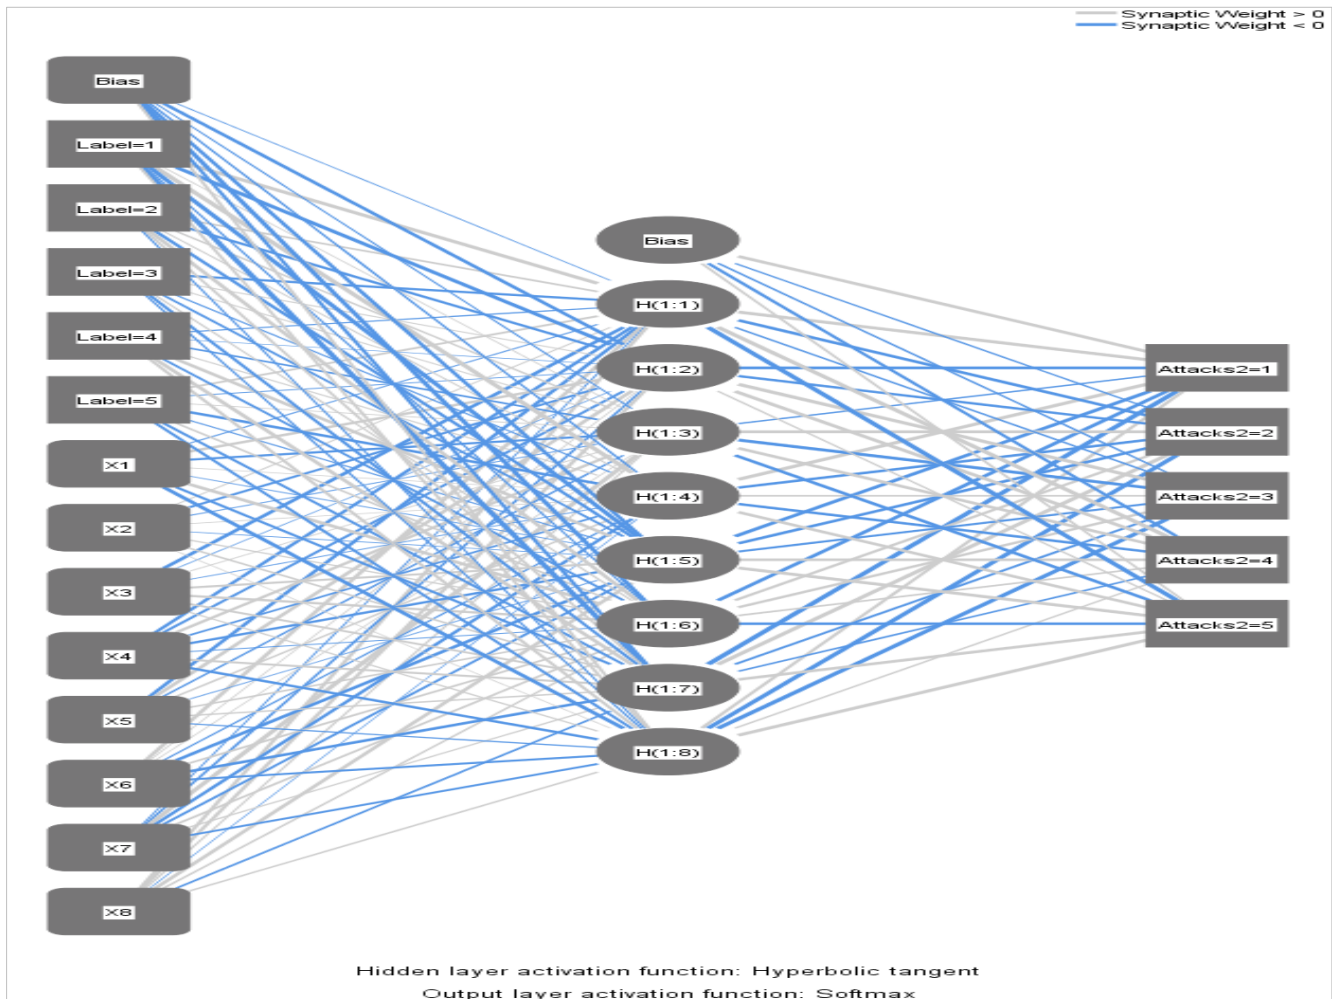 Synaptic Weight > 0
Synaptic Weight < 0
Bias
Label=1
Label=2
Label=3
Label=4
Label=5
X1
X2
X3
X4
X5
X6
X7
X8
Bias
H(1:1)
H(1:2)
H(1:3)
H(1:4)
H(1:5)
H(1:6)
H(1:7)
H(1:8)
Attacks2=1
Attacks2=2
Attacks2=3
Attacks2=4
Attacks2=5
Hidden layer activation function: Hyperbolic tangent
Output layer activation function: Softmax